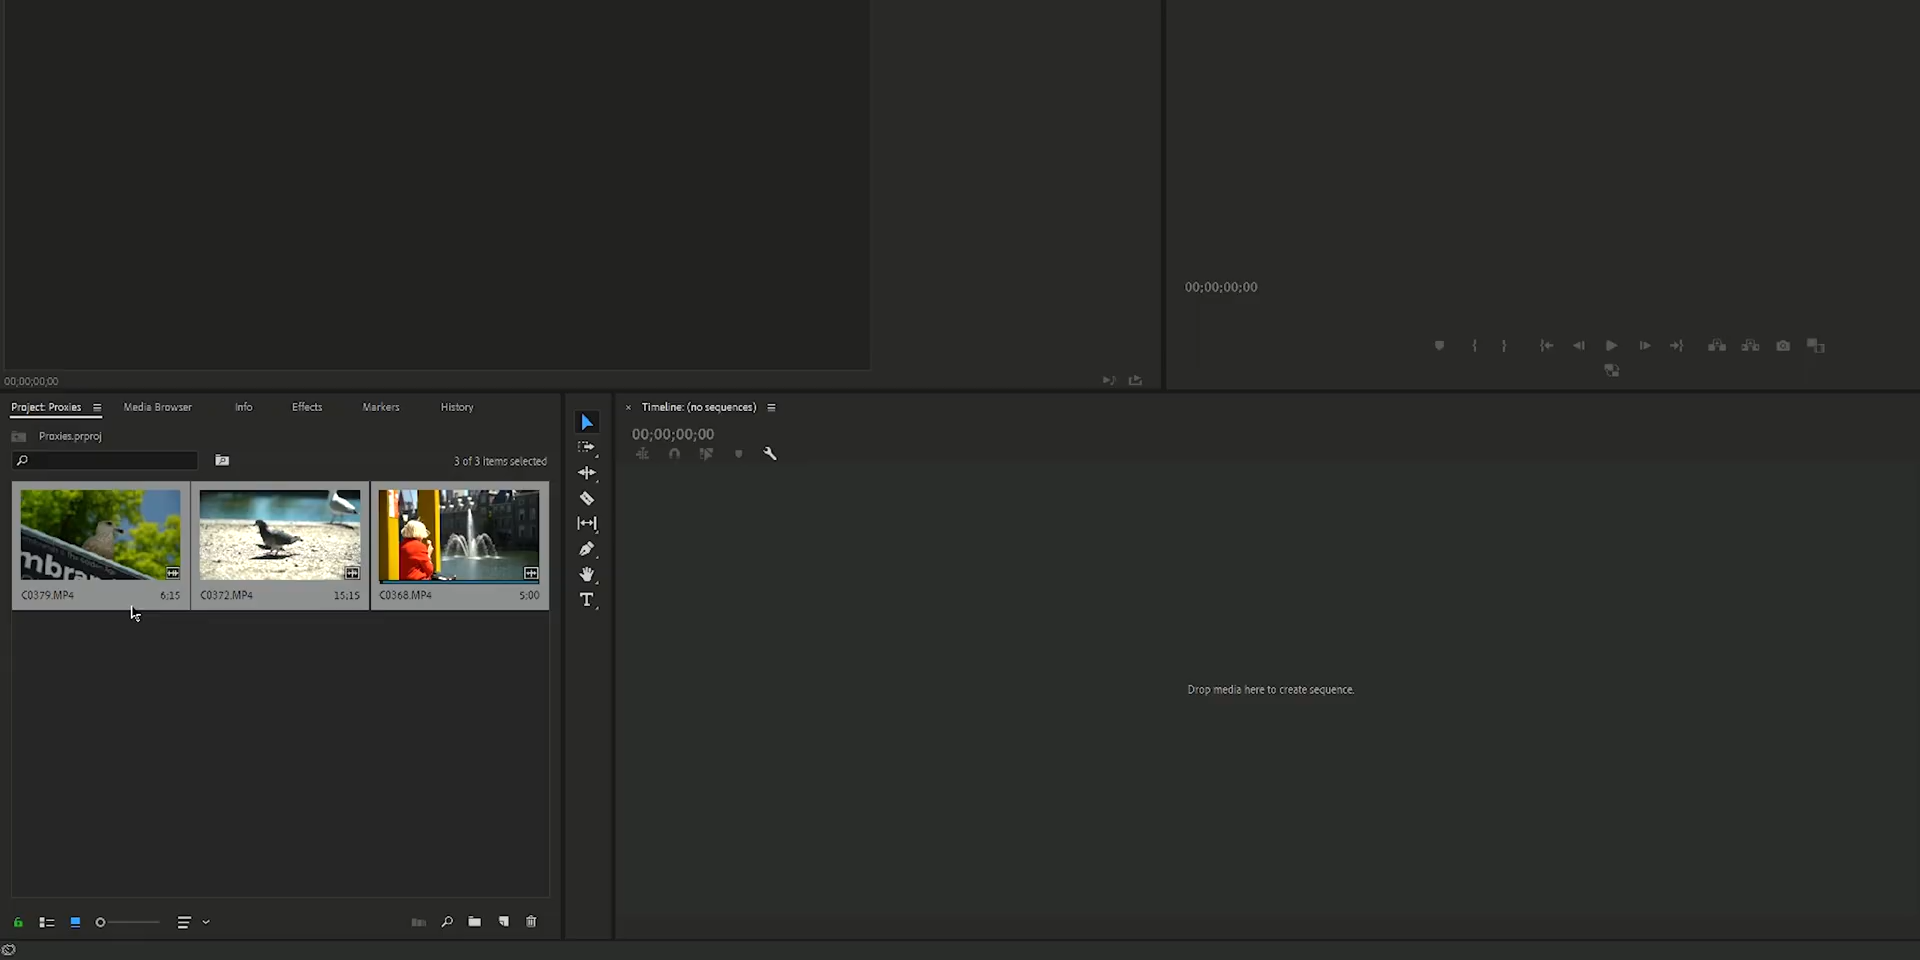 00;00;00;00
00;00;00;00
Project: Proxies
Media Browser
Info
Effects
Markers
History
× Timeline: (no sequences)
Proxies.prproj
00;00;00;00
3 of 3 items selected
mbra
C0379.MP4 6;15
C0372.MP4 15;15
C0368.MP4 5;00
T
Drop media here to create sequence.